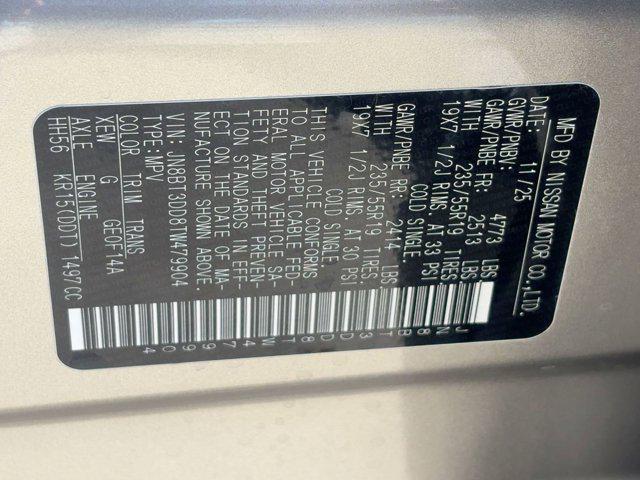 MFD BY NISSAN MOTOR CO.,LTD.
DATE: 11/25
GVWR/PNBV: 4773 LBS
GAWR/PNBE FR: 2513 LBS
WITH 235/55R19 TIRES:
19X7 1/2J RIMS, AT 33 PSI
COLD SINGLE
GAWR/PNBE RR: 2414 LBS
WITH 235/55R19 TIRES:
19X7 1/2J RIMS, AT 30 PSI
COLD SINGLE
THIS VEHICLE CONFORMS
TO ALL APPLICABLE FED-
ERAL MOTOR VEHICLE SA-
FETY AND THEFT PREVEN-
TION STANDARDS IN EFF-
ECT ON THE DATE OF MA-
NUFACTURE SHOWN ABOVE.
VIN: JN8BT3DD8TW479904
TYPE: MPV
COLOR TRIM TRANS
XEW G GE0F14A
AXLE ENGINE
HH56 KR15(DDT) 1497CC
JN8BT3DD8TW479904